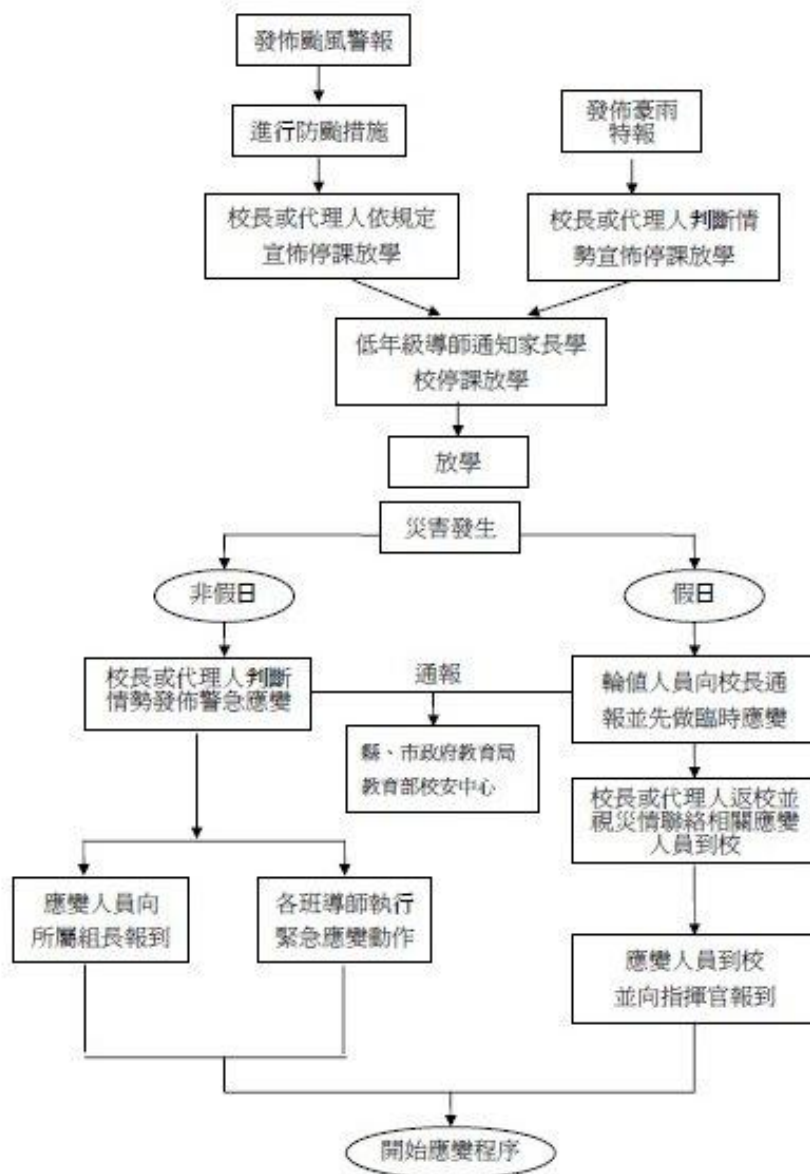 發佈颱風警報
進行防颱措施
發佈豪雨
特報
校長或代理人依規定
宣佈停課放學
校長或代理人判斷情
勢宣佈停課放學
低年級導師通知家長學
校停課放學
放學
災害發生
非假日
假日
校長或代理人判斷
情勢發佈警急應變
通報
輪值人員向校長通
報並先做臨時應變
縣、市政府教育局
教育部校安中心
校長或代理人返校並
視災情聯絡相關應變
人員到校
應變人員向
所屬組長報到
各班導師執行
緊急應變動作
應變人員到校
並向指揮官報到
開始應變程序